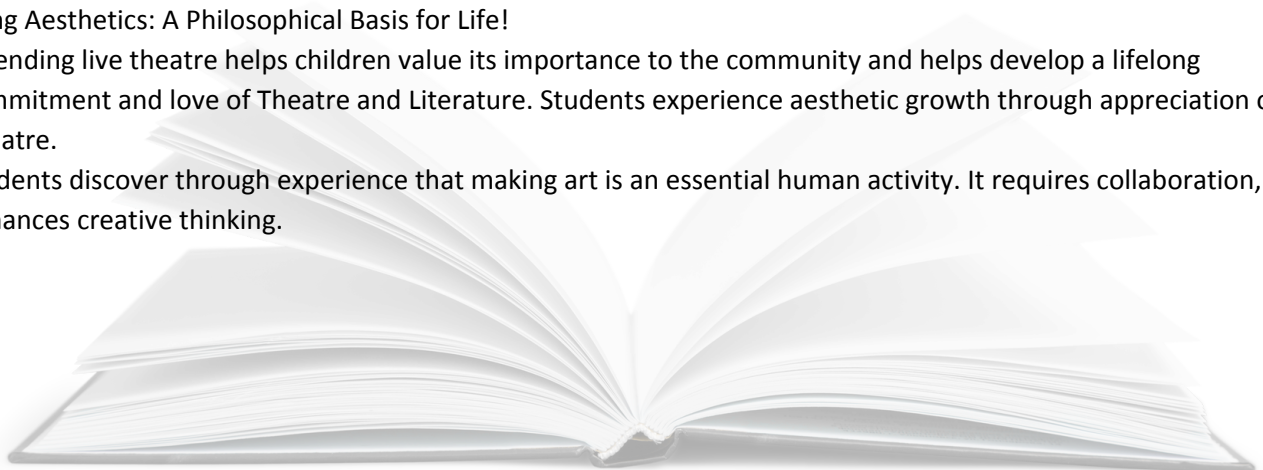 ng Aesthetics: A Philosophical Basis for Life!
ending live theatre helps children value its importance to the community and helps develop a lifelong
mmitment and love of Theatre and Literature. Students experience aesthetic growth through appreciation
atre.
dents discover through experience that making art is an essential human activity. It requires collaboration,
ances creative thinking.